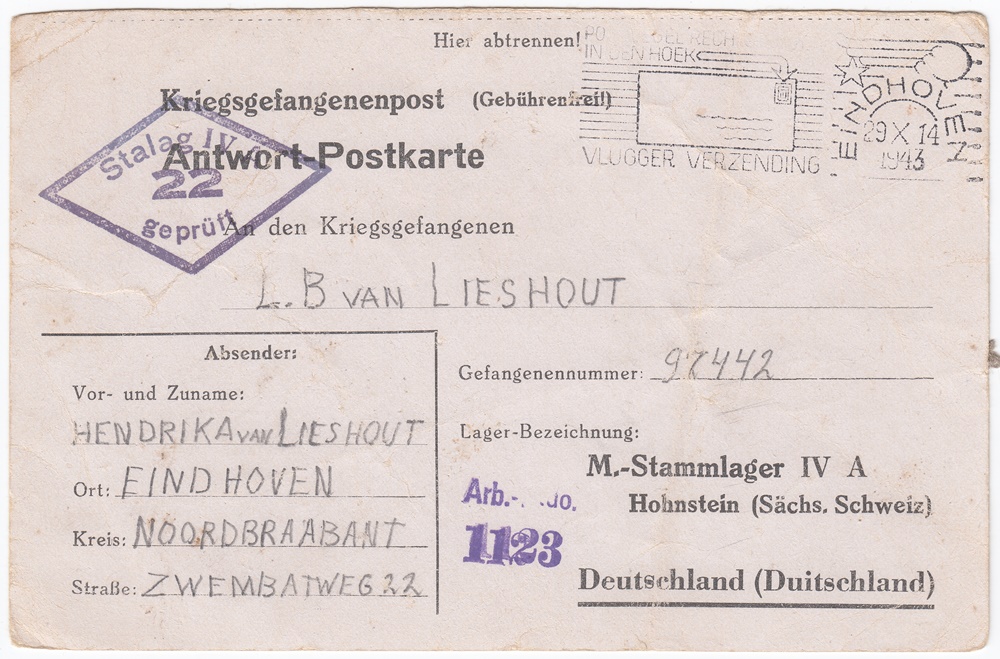 Hier abtrennen!
IN DEN HOEK
VLUGGER VERZENDING
EINDHOVEN
29 X 14
1943
Kriegsgefangenenpost (Gebührenfrei!)
Stalag IV
22
geprüft
Antwort-Postkarte
An den Kriegsgefangenen
L. B VAN LIESHOUT
Absender:
Vor- und Zuname:
HENDRIKA VAN LIESHOUT
Ort: EINDHOVEN
Kreis: NOORDBRAABANT
Straße: ZWEMBATWEG 22
Gefangenennummer: 97442
Lager-Bezeichnung:
M.-Stammlager IV A
Hohnstein (Sächs. Schweiz)
Arb.-
1123
Deutschland (Duitschland)